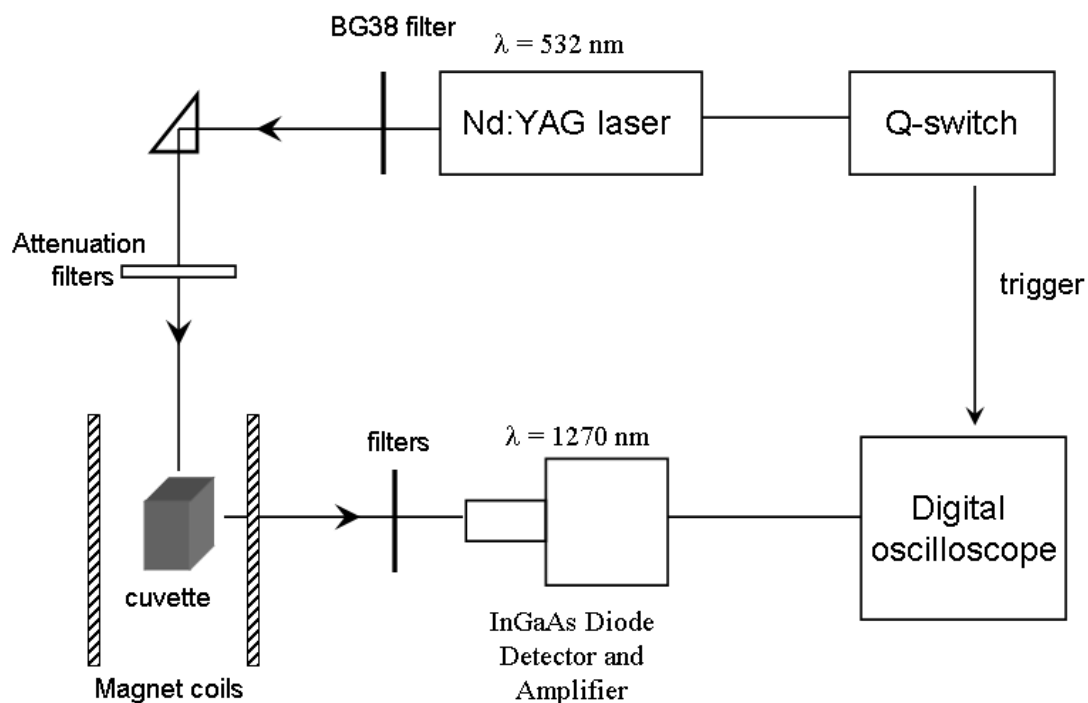 BG38 filter
λ = 532 nm
Nd:YAG laser
Q-switch
Attenuation
filters
trigger
filters
λ = 1270 nm
Digital
oscilloscope
cuvette
InGaAs Diode
Detector and
Amplifier
Magnet coils